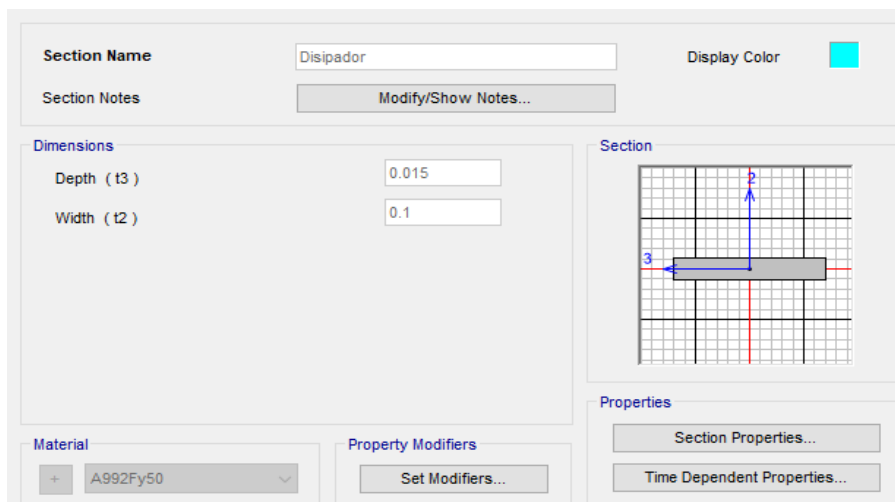 Section Name Disipador Display Color
Section Notes Modify/Show Notes...
Dimensions
Depth ( t3 ) 0.015
Width ( t2 ) 0.1
Section
2
3
Properties
Section Properties...
Time Dependent Properties...
Material
+ A992Fy50
Property Modifiers
Set Modifiers...